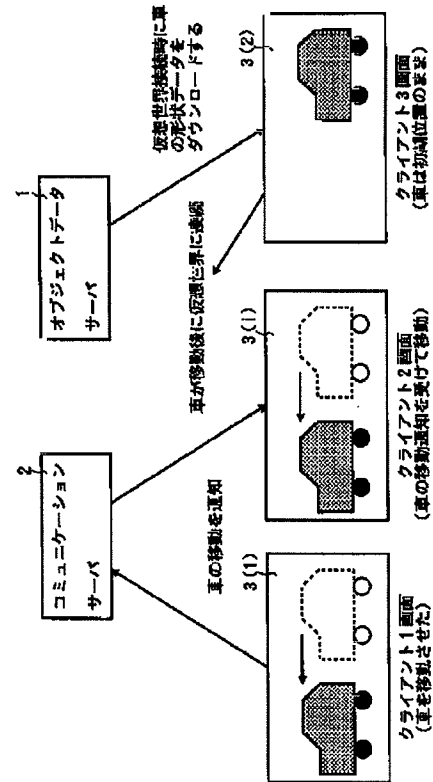 2
コミュニケーション
サーバ
1
オブジェクトデータ
サーバ
車の移動を通知
車が移動後に仮想世界に接続
仮想世界接続時に車
の形状データを
ダウンロードする
3(1)
クライアント1画面
(車を移動させた)
3(i)
クライアント2画面
(車の移動通知を受けて移動)
3(2)
クライアント3画面
(車は初期位置のまま)